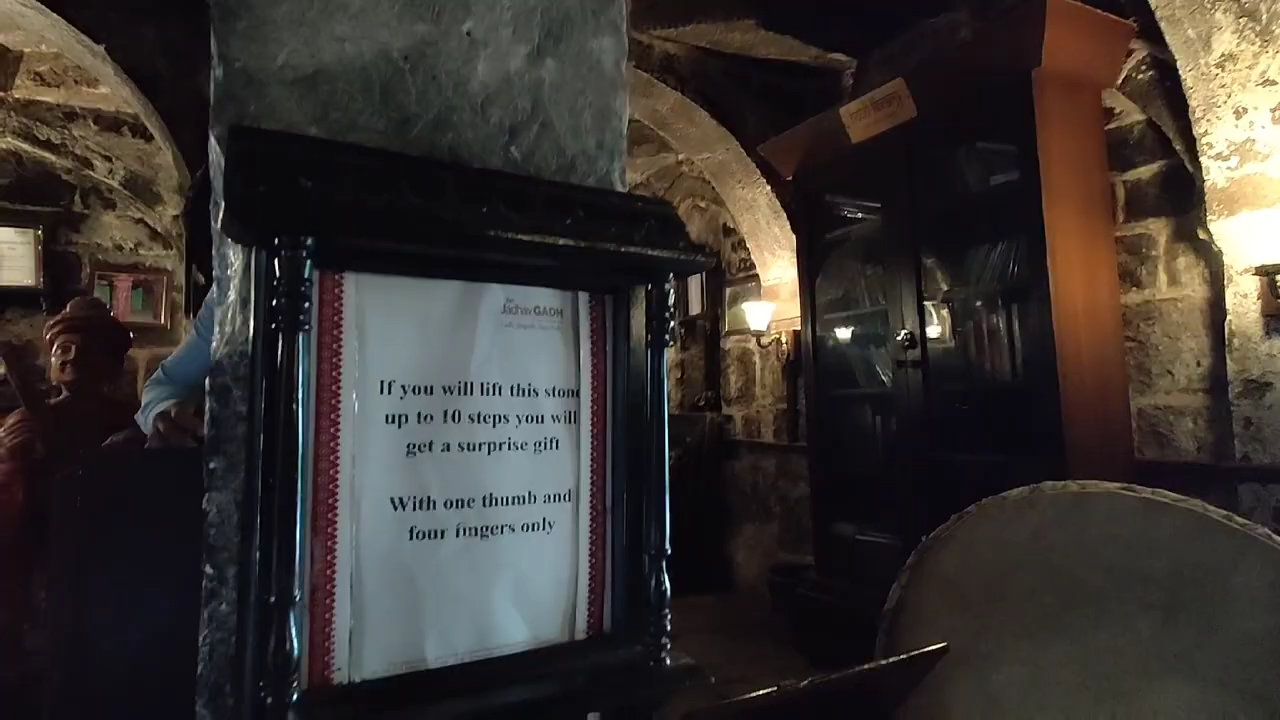 JadhavGADH
If you will lift this stone
up to 10 steps you will
get a surprise gift
With one thumb and
four fingers only